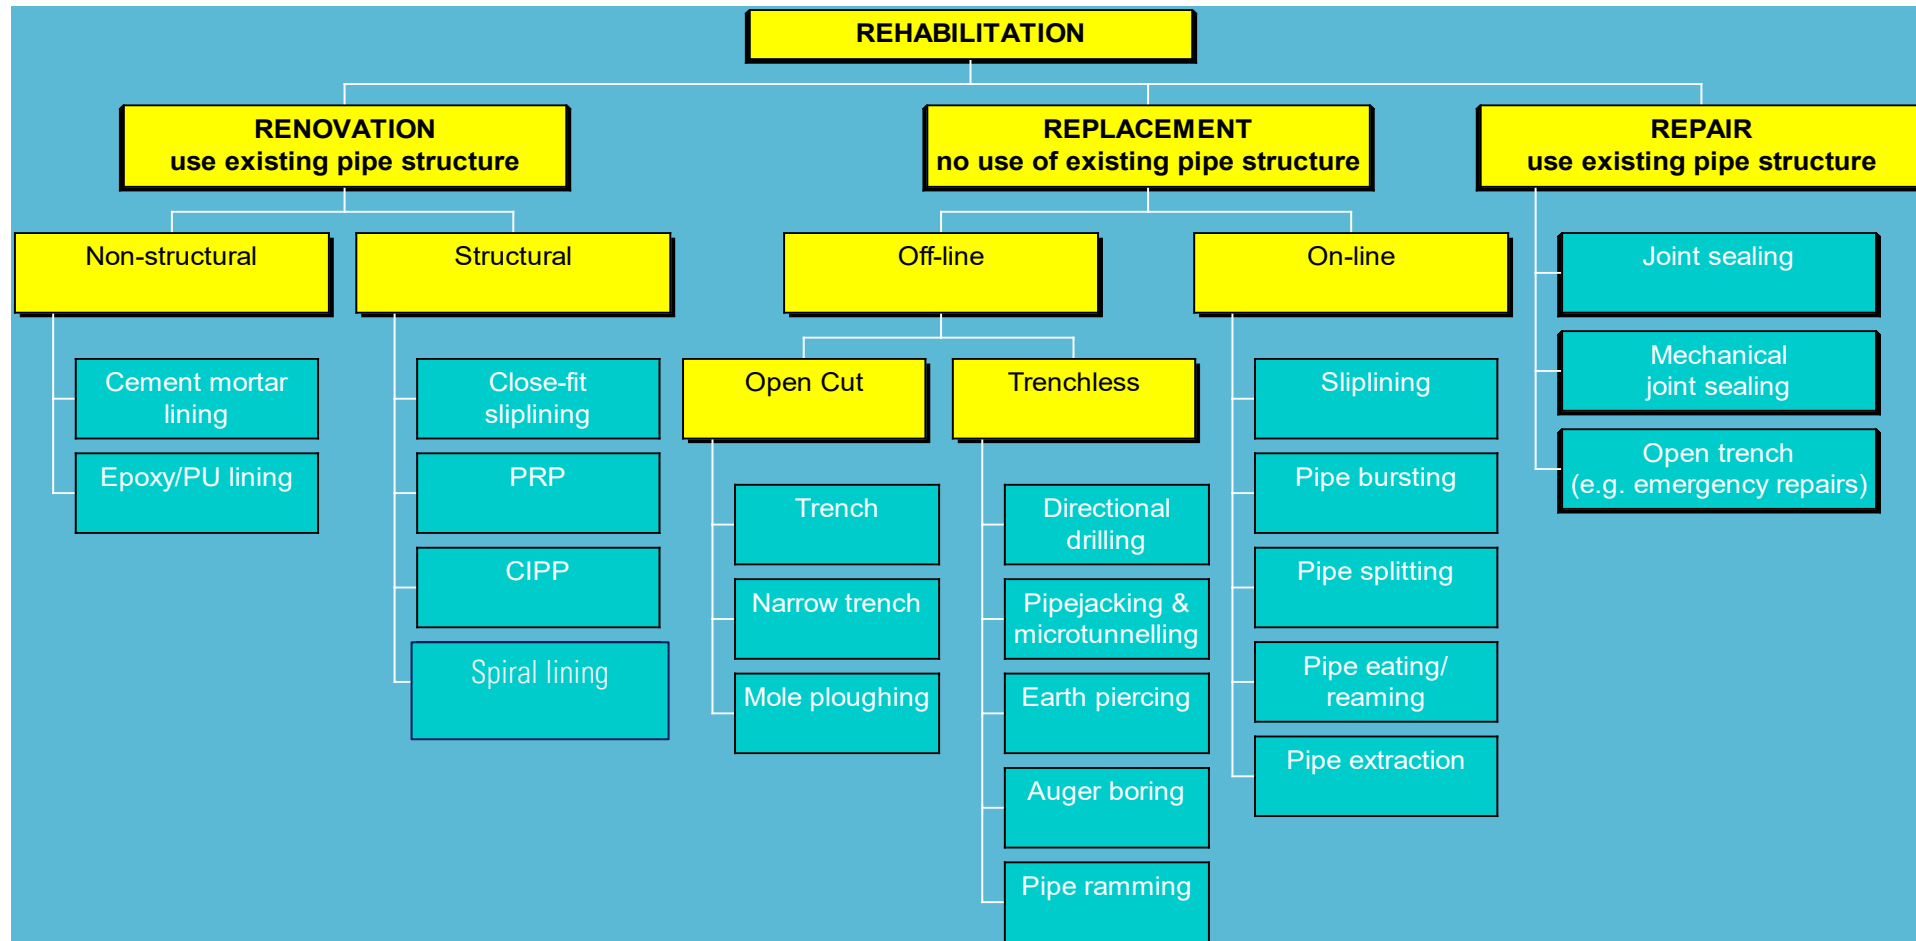 REHABILITATION
RENOVATION
use existing pipe structure
REPLACEMENT
no use of existing pipe structure
REPAIR
use existing pipe structure
Non-structural
Structural
Off-line
On-line
Cement mortar
lining
Epoxy/PU lining
Close-fit
sliplining
PRP
CIPP
Spiral lining
Open Cut
Trenchless
Trench
Narrow trench
Mole ploughing
Directional
drilling
Pipejacking &
microtunnelling
Earth piercing
Auger boring
Pipe ramming
Sliplining
Pipe bursting
Pipe splitting
Pipe eating/
reaming
Pipe extraction
Joint sealing
Mechanical
joint sealing
Open trench
(e.g. emergency repairs)